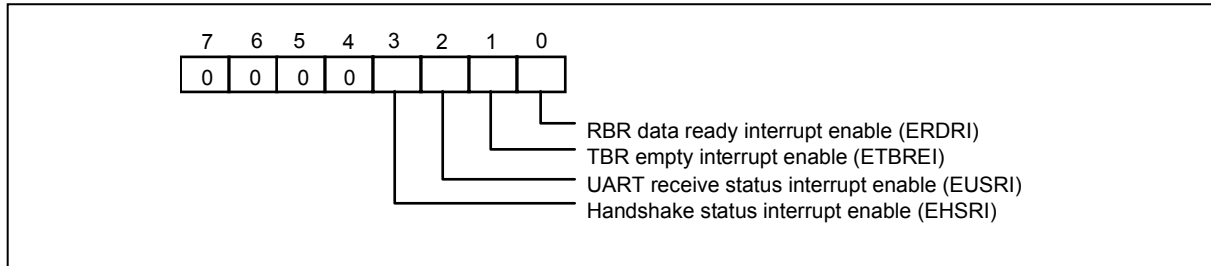 7 6 5 4 3 2 1 0
0 0 0 0
RBR data ready interrupt enable (ERDRI)
TBR empty interrupt enable (ETBREI)
UART receive status interrupt enable (EUSRI)
Handshake status interrupt enable (EHSRI)